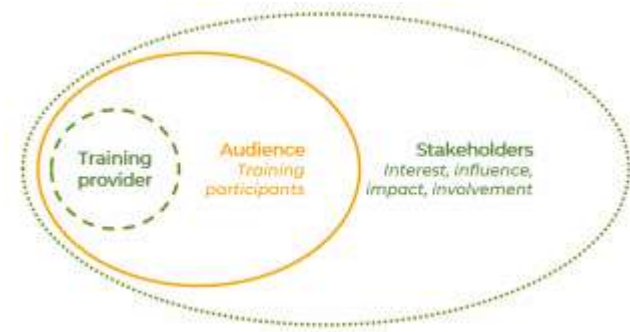 Training
provider
Audience
Training
participants
Stakeholders
Interest, influence,
impact, involvement